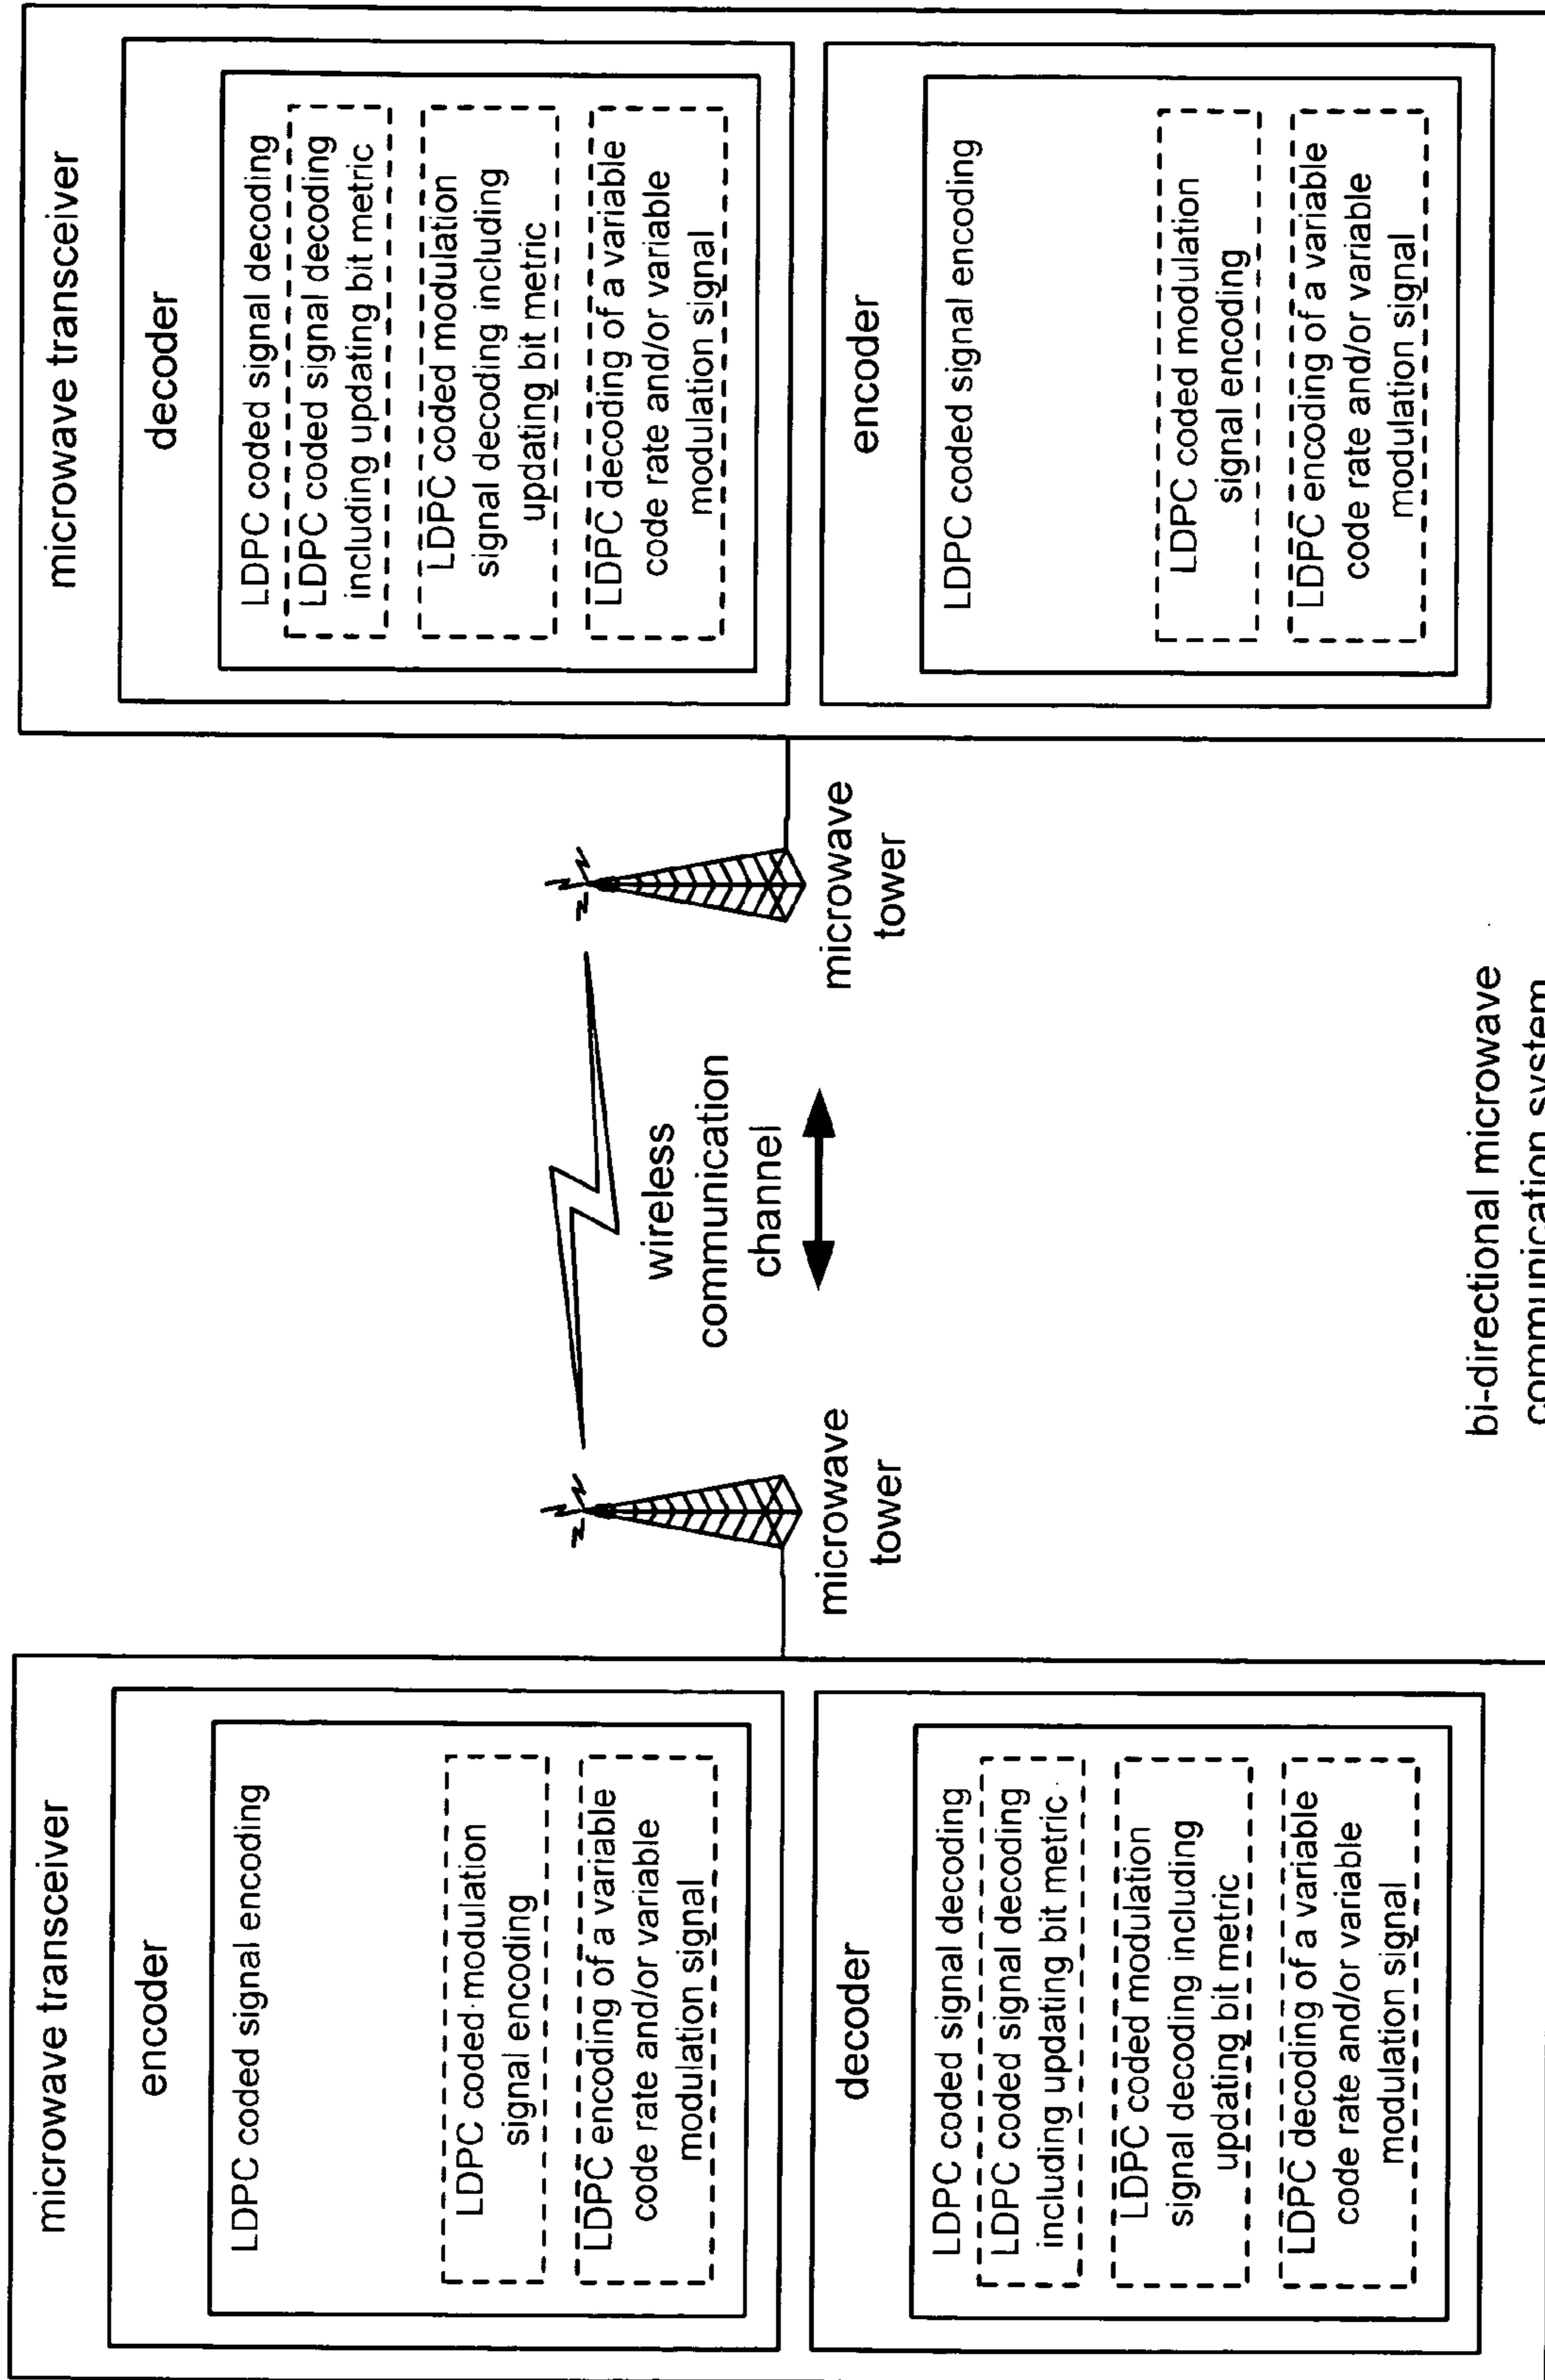 microwave transceiver
encoder
LDPC coded signal encoding
LDPC coded modulation
signal encoding
LDPC encoding of a variable
code rate and/or variable
modulation signal
decoder
LDPC coded signal decoding
LDPC coded signal decoding
including updating bit metric
LDPC coded modulation
signal decoding including
updating bit metric
LDPC decoding of a variable
code rate and/or variable
modulation signal
microwave
tower
wireless
communication
channel
microwave
tower
microwave transceiver
decoder
LDPC coded signal decoding
LDPC coded signal decoding
including updating bit metric
LDPC coded modulation
signal decoding including
updating bit metric
LDPC decoding of a variable
code rate and/or variable
modulation signal
encoder
LDPC coded signal encoding
LDPC coded modulation
signal encoding
LDPC encoding of a variable
code rate and/or variable
modulation signal
bi-directional microwave
communication system